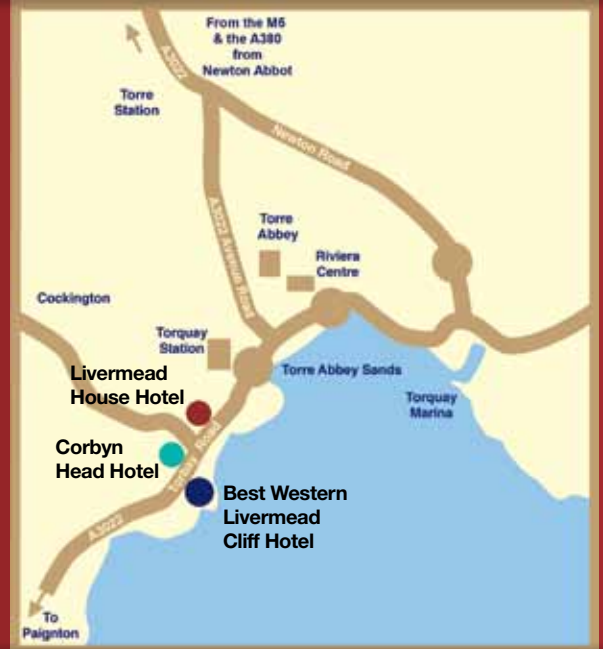 From the M5
& the A380
from
Newton Abbot
A3022
Torre
Station
Newton Road
A3022 Avenue Road
Torre
Abbey
Riviera
Centre
Cockington
Torquay
Station
Torre Abbey Sands
Livermead
House Hotel
Torquay
Marina
Corbyn
Head Hotel
Torbay Road
Best Western
Livermead
Cliff Hotel
A3022
To
Paignton